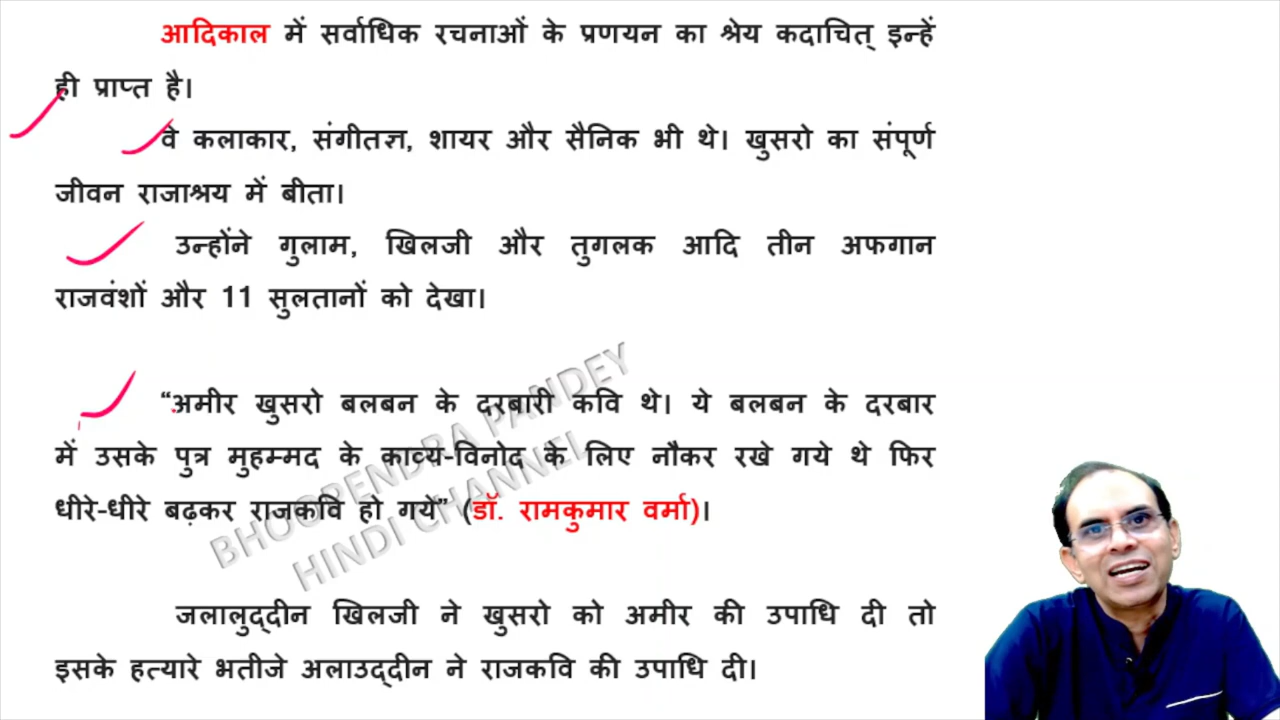 आदिकाल में सर्वाधिक रचनाओं के प्रणयन का श्रेय कदाचित् इन्हें
ही प्राप्त है।
वे कलाकार, संगीतज्ञ, शायर और सैनिक भी थे। खुसरो का संपूर्ण
जीवन राजाश्रय में बीता।
उन्होंने गुलाम, खिलजी और तुगलक आदि तीन अफगान
राजवंशों और 11 सुलतानों को देखा।
“अमीर खुसरो बलबन के दरबारी कवि थे। ये बलबन के दरबार
में उसके पुत्र मुहम्मद के काव्य-विनोद के लिए नौकर रखे गये थे फिर
धीरे-धीरे बढ़कर राजकवि हो गये” (डॉ. रामकुमार वर्मा)।
BHOOPENDRA PANDEY
HINDI CHANNEL
जलालुद्दीन खिलजी ने खुसरो को अमीर की उपाधि दी तो
इसके हत्यारे भतीजे अलाउद्दीन ने राजकवि की उपाधि दी।